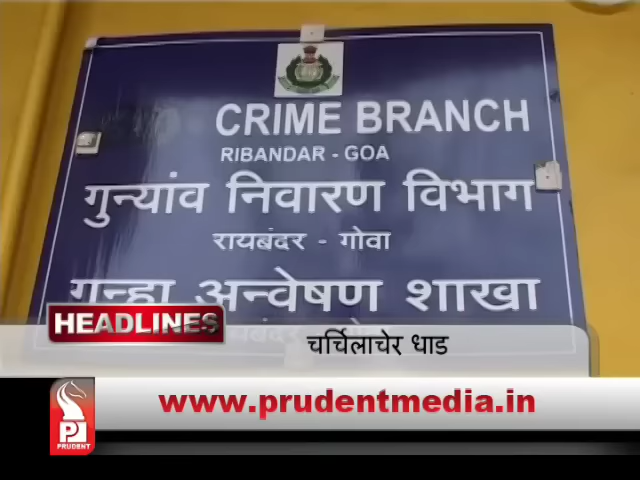 CRIME BRANCH
RIBANDAR - GOA
गुन्यांव निवारण विभाग
रायबंदर - गोवा
गुन्हा अन्वेषण शाखा
HEADLINES
चर्चिलाचेर धाड
www.prudentmedia.in
PRUDENT